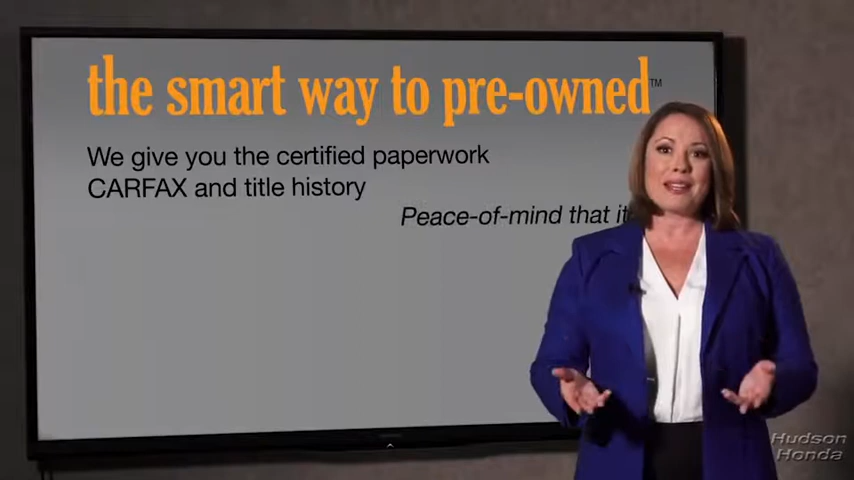 the smart way to pre-owned™
We give you the certified paperwork
CARFAX and title history
Peace-of-mind that it
Hudson
Honda